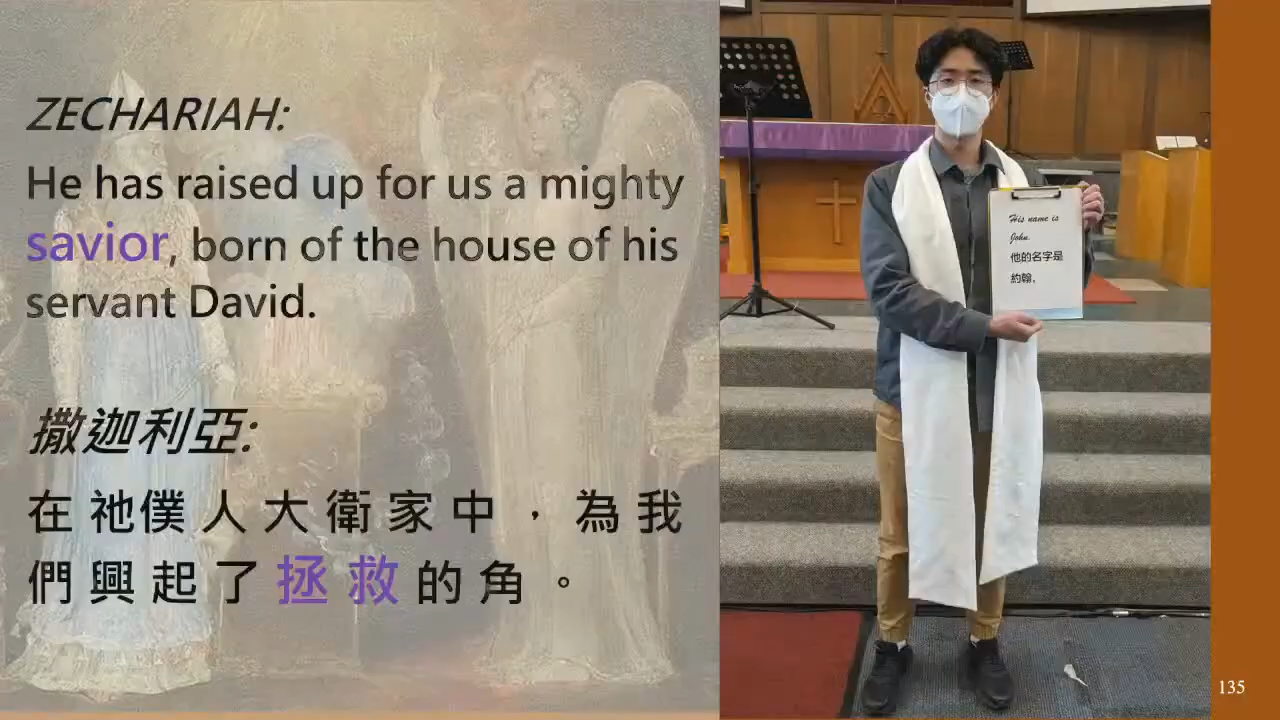 ZECHARIAH:
He has raised up for us a mighty
savior, born of the house of his
servant David.
撒迦利亞:
在祂僕人大衛家中，為我
們興起了拯救的角。
His name is
John.
他的名字是
約翰。
135